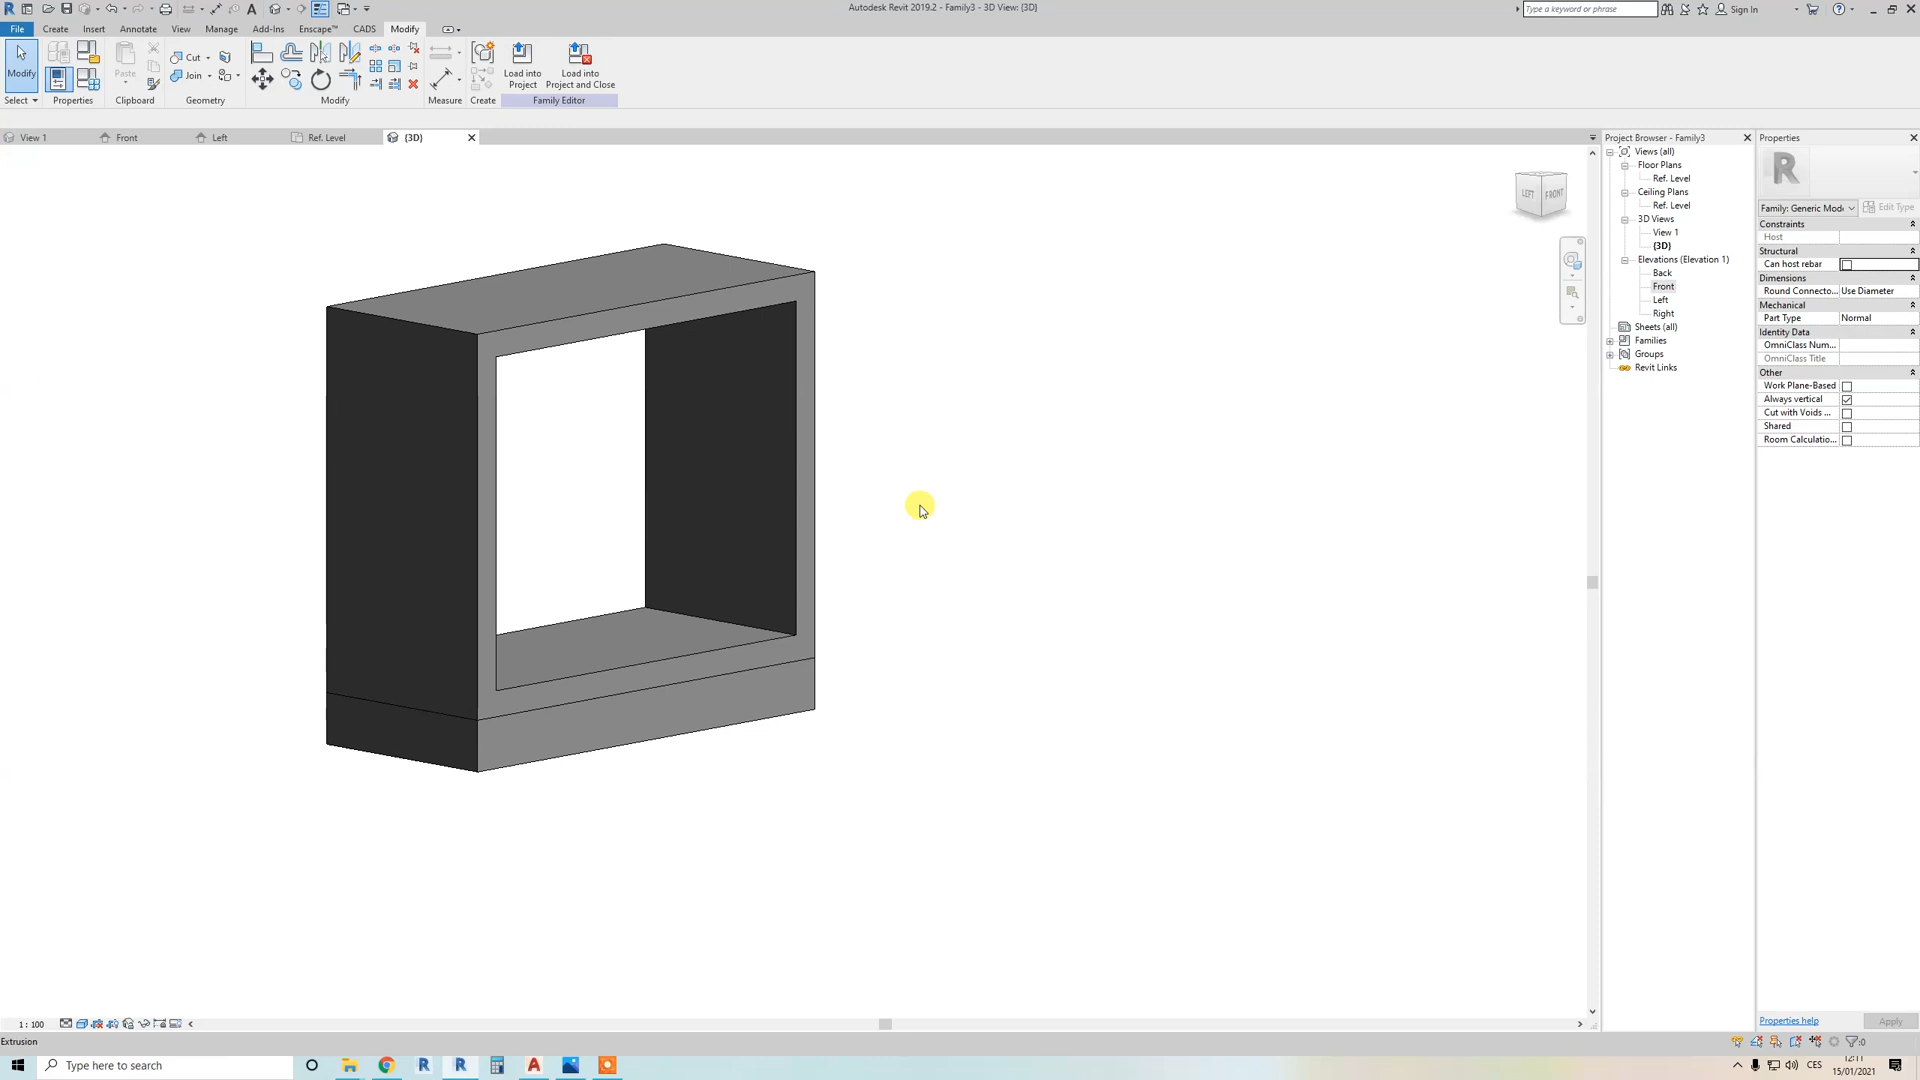 Autodesk Revit 2019.2 - Family3 - 3D View: {3D}
Type a keyword or phrase
Sign In
File
Create
Insert
Annotate
View
Manage
Add-Ins
Enscape™
CADS
Modify
Modify
Paste
Cut
Join
Load into
Project
Load into
Project and Close
Select
Properties
Clipboard
Geometry
Modify
Measure
Create
Family Editor
View 1
Front
Left
Ref. Level
{3D}
LEFT
FRONT
Project Browser - Family3
Views (all)
Floor Plans
Ref. Level
Ceiling Plans
Ref. Level
3D Views
View 1
{3D}
Elevations (Elevation 1)
Back
Front
Left
Right
Sheets (all)
Families
Groups
Revit Links
Properties
R
Family: Generic Mode
Edit Type
Constraints
Host
Structural
Can host rebar
Dimensions
Round Connecto... Use Diameter
Mechanical
Part Type Normal
Identity Data
OmniClass Num...
OmniClass Title
Other
Work Plane-Based
Always vertical
Cut with Voids ...
Shared
Room Calculatio...
Properties help
Apply
1 : 100
Extrusion
:0
Type here to search
CES
12:11
15/01/2021